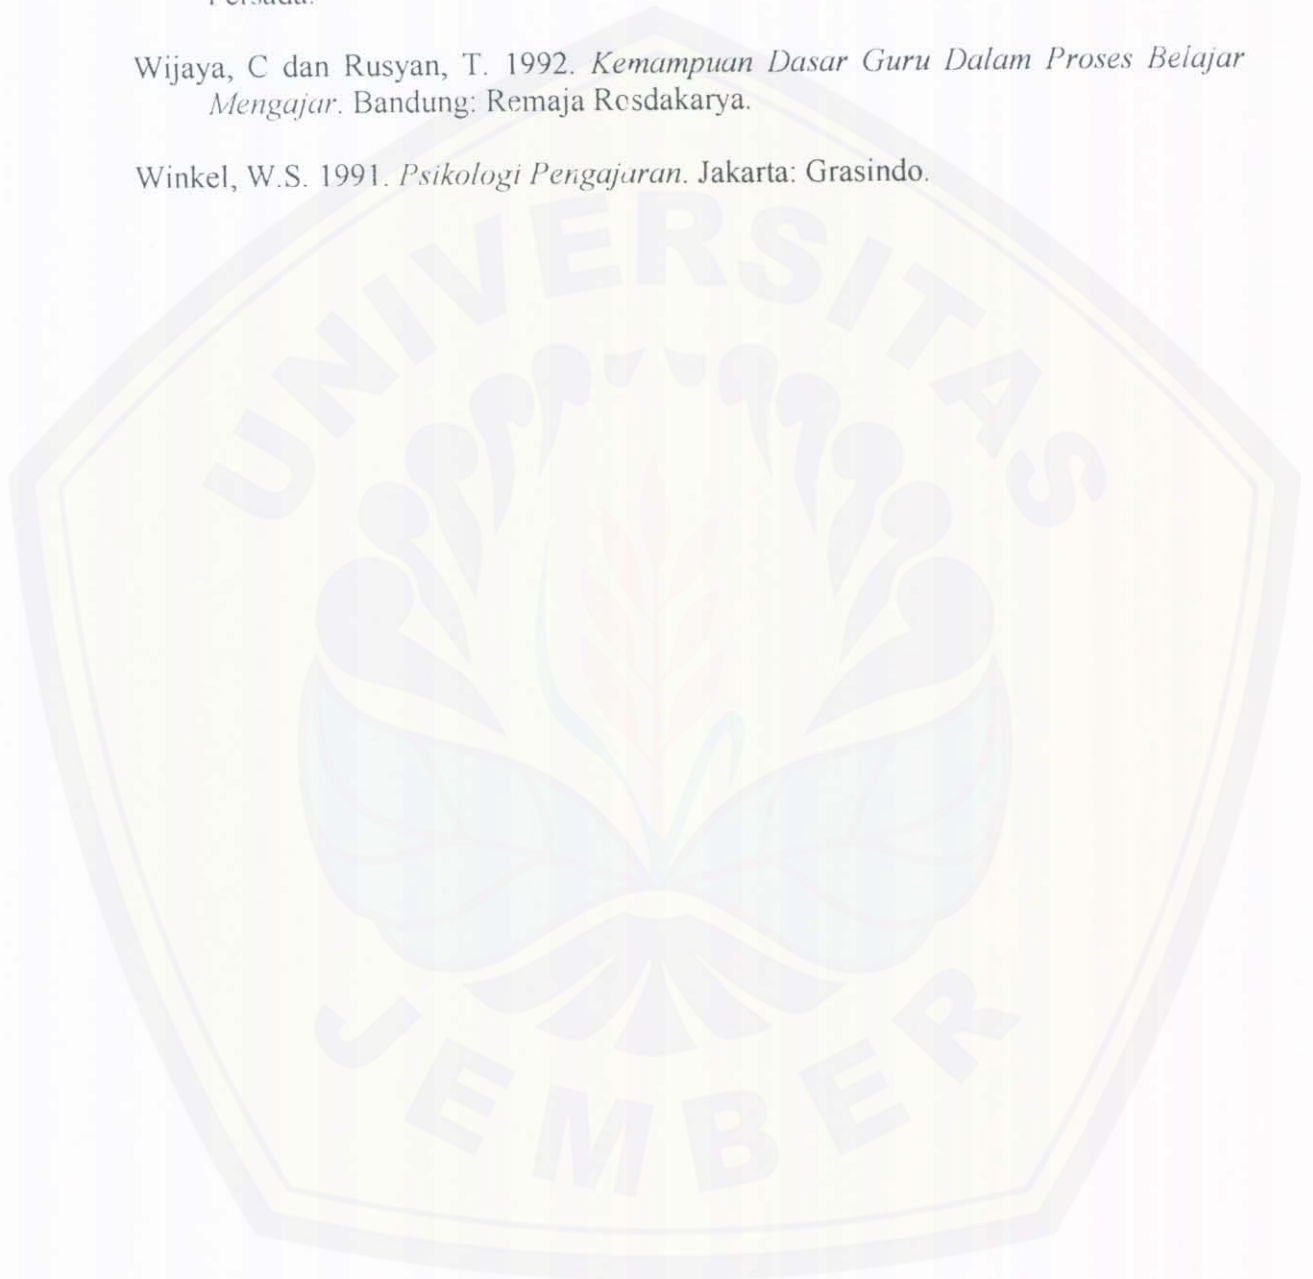 Persada.
Wijaya, C dan Rusyan, T. 1992. Kemampuan Dasar Guru Dalam Proses Belajar
Mengajar. Bandung: Remaja Rosdakarya.
Winkel, W.S. 1991. Psikologi Pengajaran. Jakarta: Grasindo.
UNIVERSITAS
JEMBER